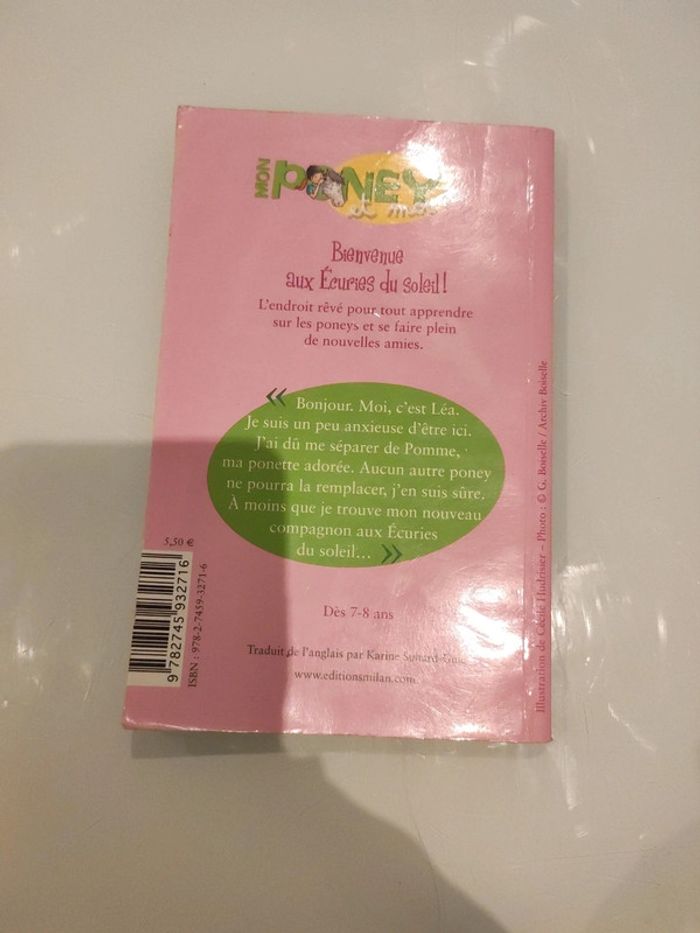 MON PONEY
et moi
Bienvenue
aux Écuries du soleil !
L'endroit rêvé pour tout apprendre
sur les poneys et se faire plein
de nouvelles amies.
« Bonjour. Moi, c'est Léa.
Je suis un peu anxieuse d'être ici.
J'ai dû me séparer de Pomme,
ma ponette adorée. Aucun autre poney
ne pourra la remplacer, j'en suis sûre.
À moins que je trouve mon nouveau
compagnon aux Écuries
du soleil... »
Dès 7-8 ans
Traduit de l'anglais par Karine
www.editionsmilan.com
5,50 €
9 782745 932716
ISBN : 978-2-7459-3271-6
Illustration de Cécile Hudrisier – Photo : © G. Boiselle / Archiv Boiselle